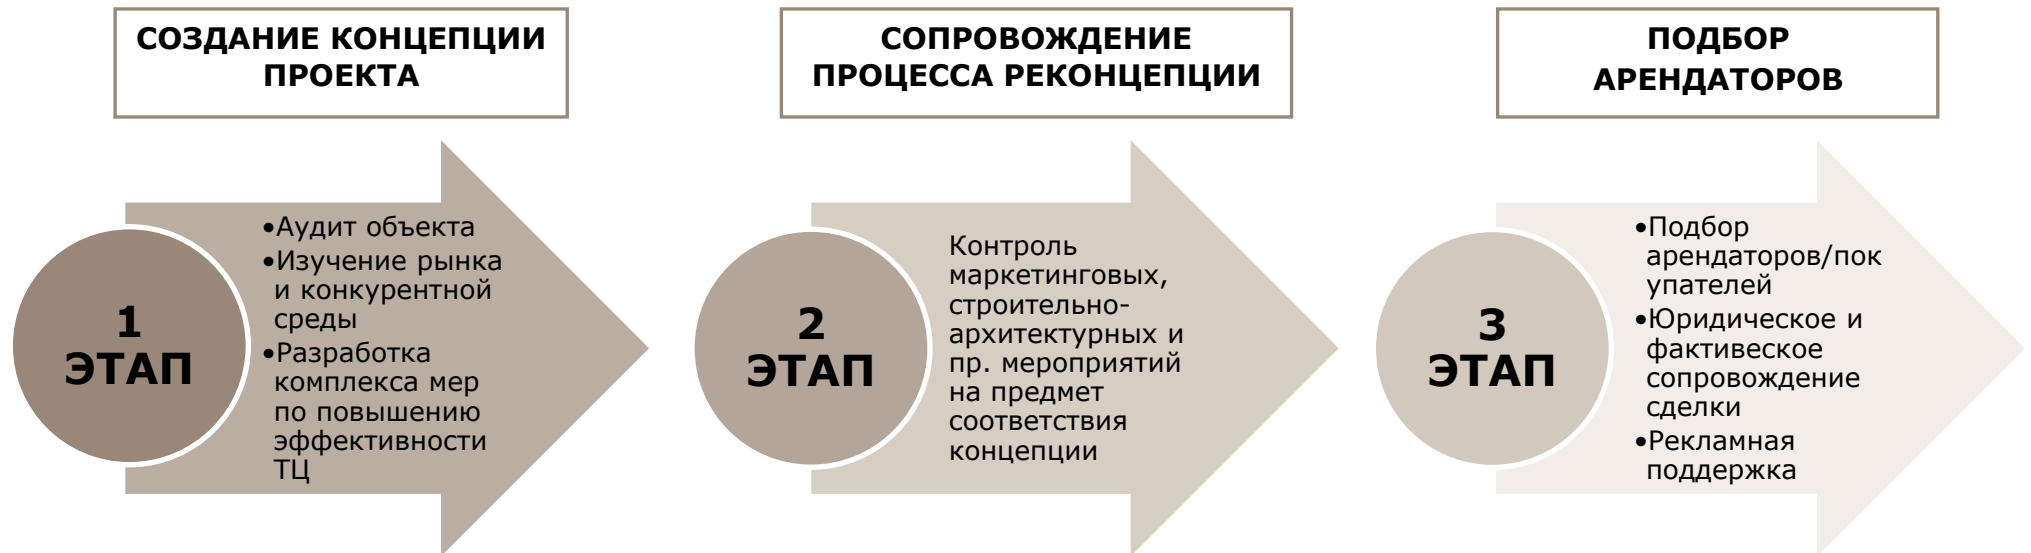 СОЗДАНИЕ КОНЦЕПЦИИ
ПРОЕКТА
1
ЭТАП
•Аудит объекта
•Изучение рынка
и конкурентной
среды
•Разработка
комплекса мер
по повышению
эффективности
ТЦ
СОПРОВОЖДЕНИЕ
ПРОЦЕССА РЕКОНЦЕПЦИИ
2
ЭТАП
Контроль
маркетинговых,
строительно-
архитектурных и
пр. мероприятий
на предмет
соответствия
концепции
ПОДБОР
АРЕНДАТОРОВ
3
ЭТАП
•Подбор
арендаторов/пок
упателей
•Юридическое и
фактивеское
сопровождение
сделки
•Рекламная
поддержка